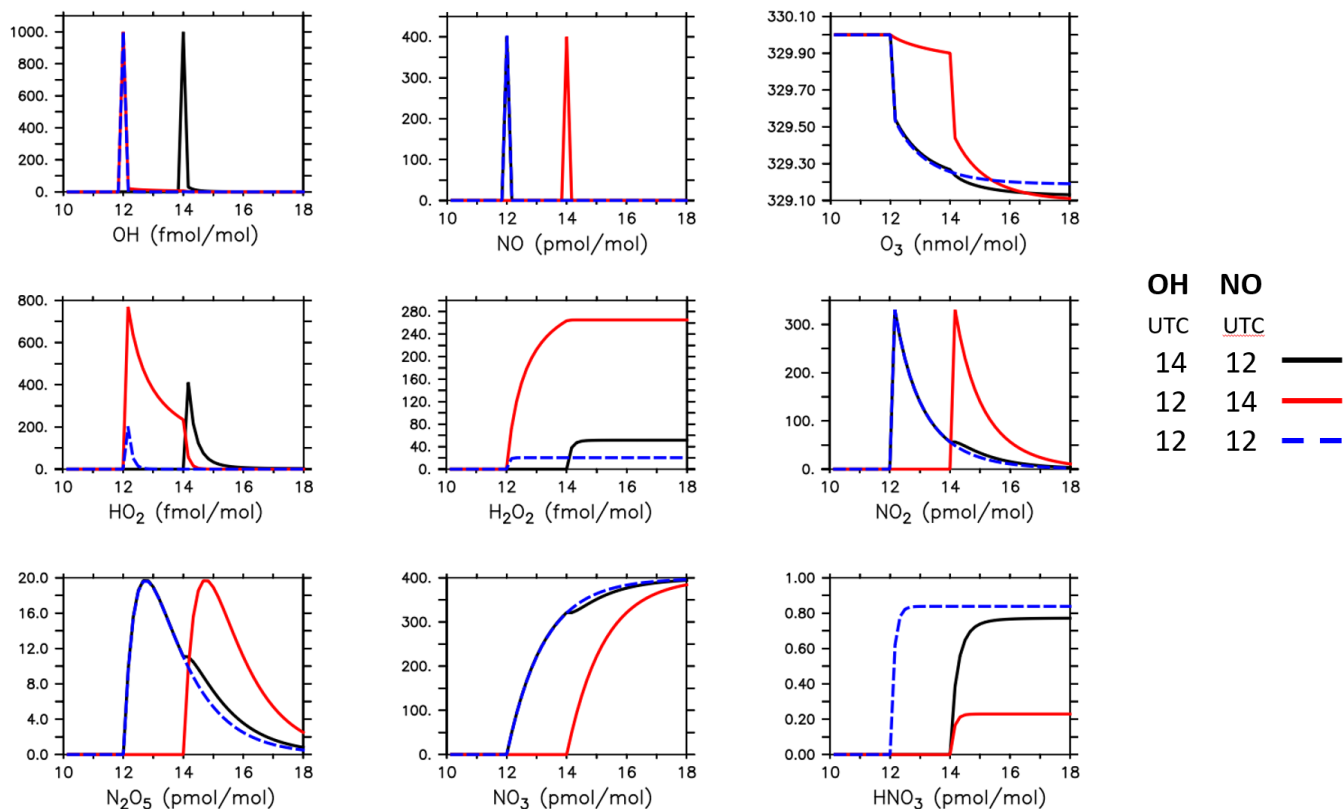 1000.
800.
600.
400.
200.
0.
10 12 14 16 18
OH (fmol/mol)
400.
300.
200.
100.
0.
10 12 14 16 18
NO (pmol/mol)
330.10
329.90
329.70
329.50
329.30
329.10
10 12 14 16 18
O₃ (nmol/mol)
800.
600.
400.
200.
0.
10 12 14 16 18
HO₂ (fmol/mol)
280.
240.
200.
160.
120.
80.
40.
0.
10 12 14 16 18
H₂O₂ (fmol/mol)
300.
200.
100.
0.
10 12 14 16 18
NO₂ (pmol/mol)
OH NO
UTC UTC
14 12
12 14
12 12
20.0
16.0
12.0
8.0
4.0
0.0
10 12 14 16 18
N₂O₅ (pmol/mol)
400.
300.
200.
100.
0.
10 12 14 16 18
NO₃ (pmol/mol)
1.00
0.80
0.60
0.40
0.20
0.00
10 12 14 16 18
HNO₃ (pmol/mol)